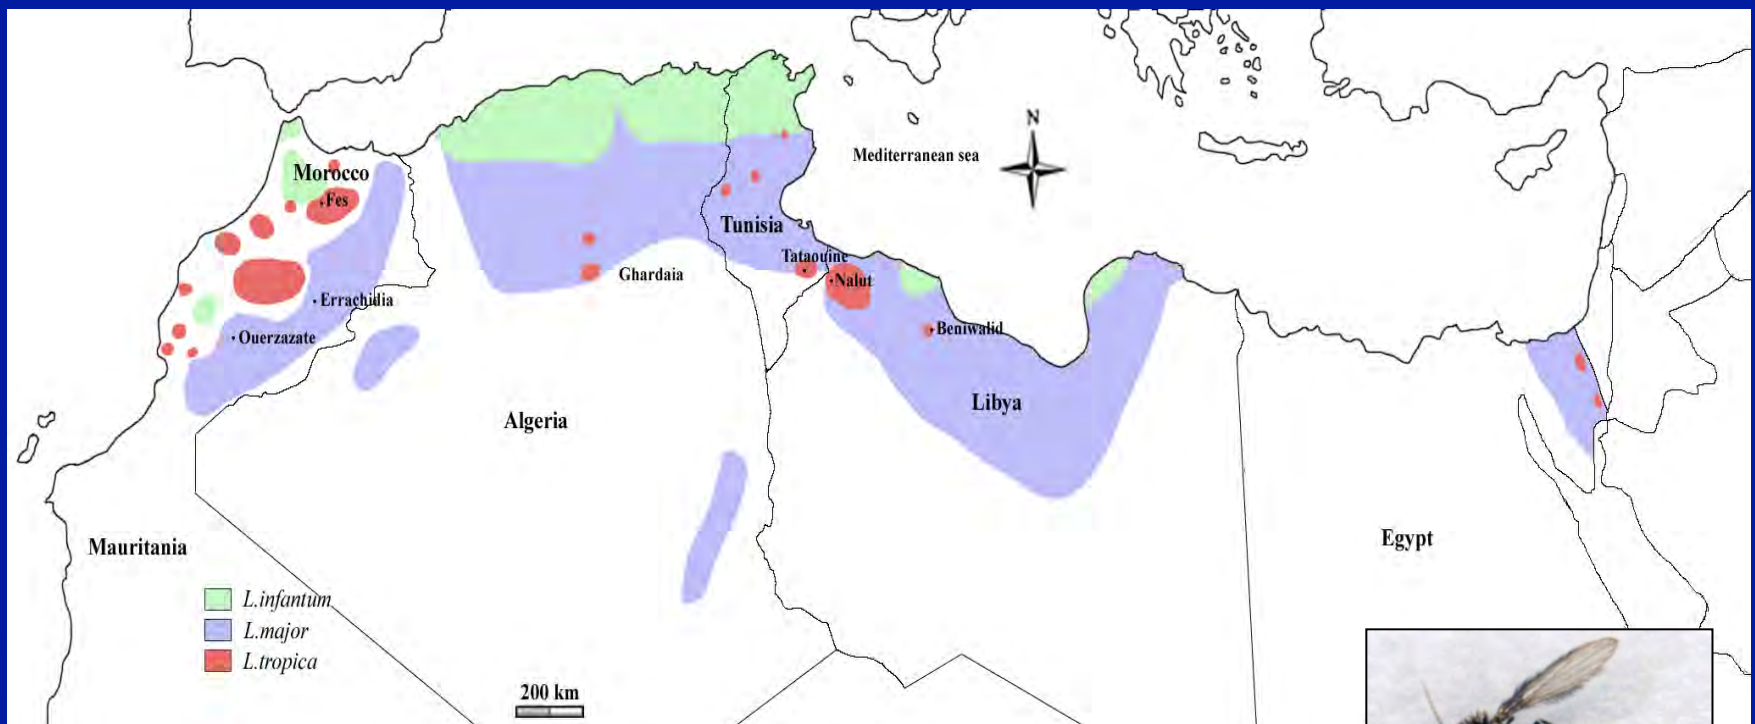 N
Mediterranean sea
Morocco
Fes
Tunisia
Tataouine
Ghardaia
Nalut
Errachidia
Beniwalid
Ouerzazate
Libya
Algeria
Egypt
Mauritania
L.infantum
L.major
L.tropica
200 km